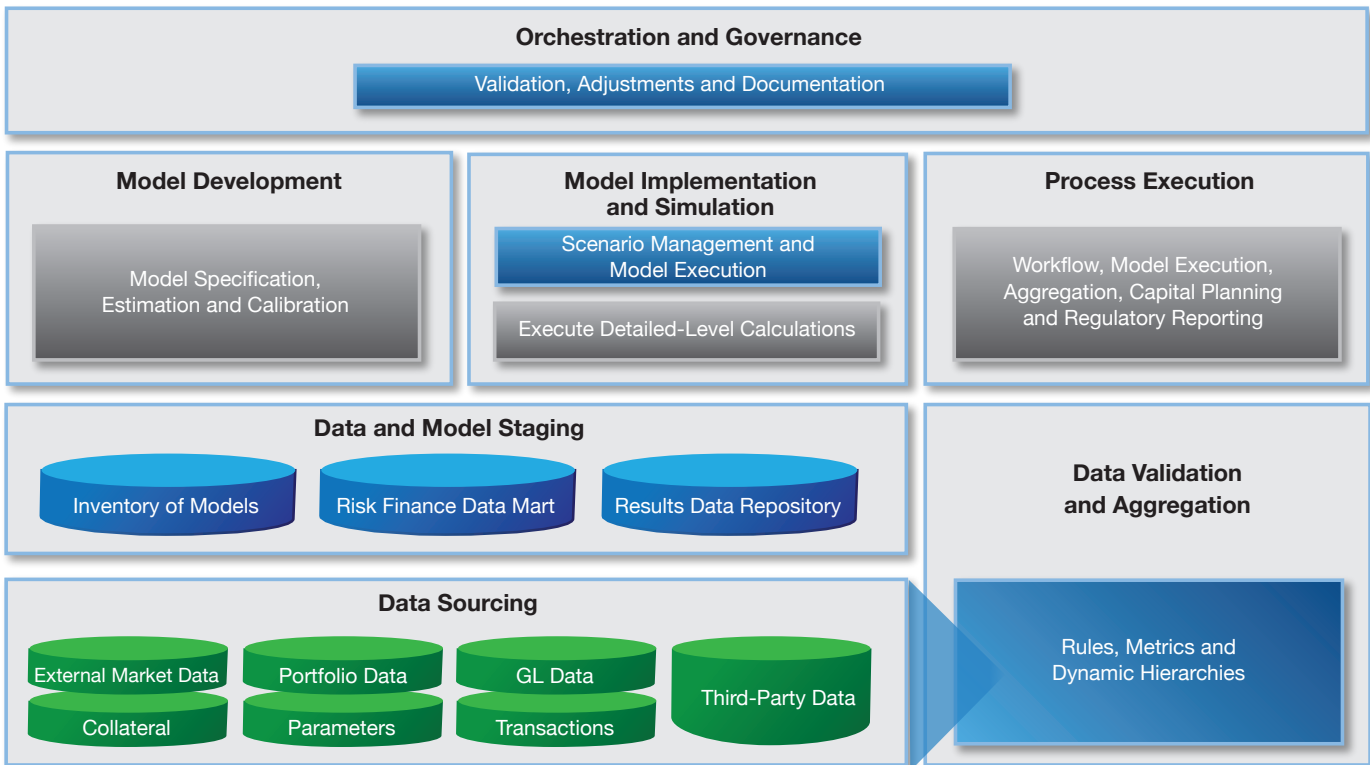 Orchestration and Governance
Validation, Adjustments and Documentation
Model Development
Model Specification,
Estimation and Calibration
Model Implementation
and Simulation
Scenario Management and
Model Execution
Execute Detailed-Level Calculations
Process Execution
Workflow, Model Execution,
Aggregation, Capital Planning
and Regulatory Reporting
Data and Model Staging
Inventory of Models
Risk Finance Data Mart
Results Data Repository
Data Sourcing
External Market Data
Portfolio Data
GL Data
Third-Party Data
Collateral
Parameters
Transactions
Data Validation
and Aggregation
Rules, Metrics and
Dynamic Hierarchies